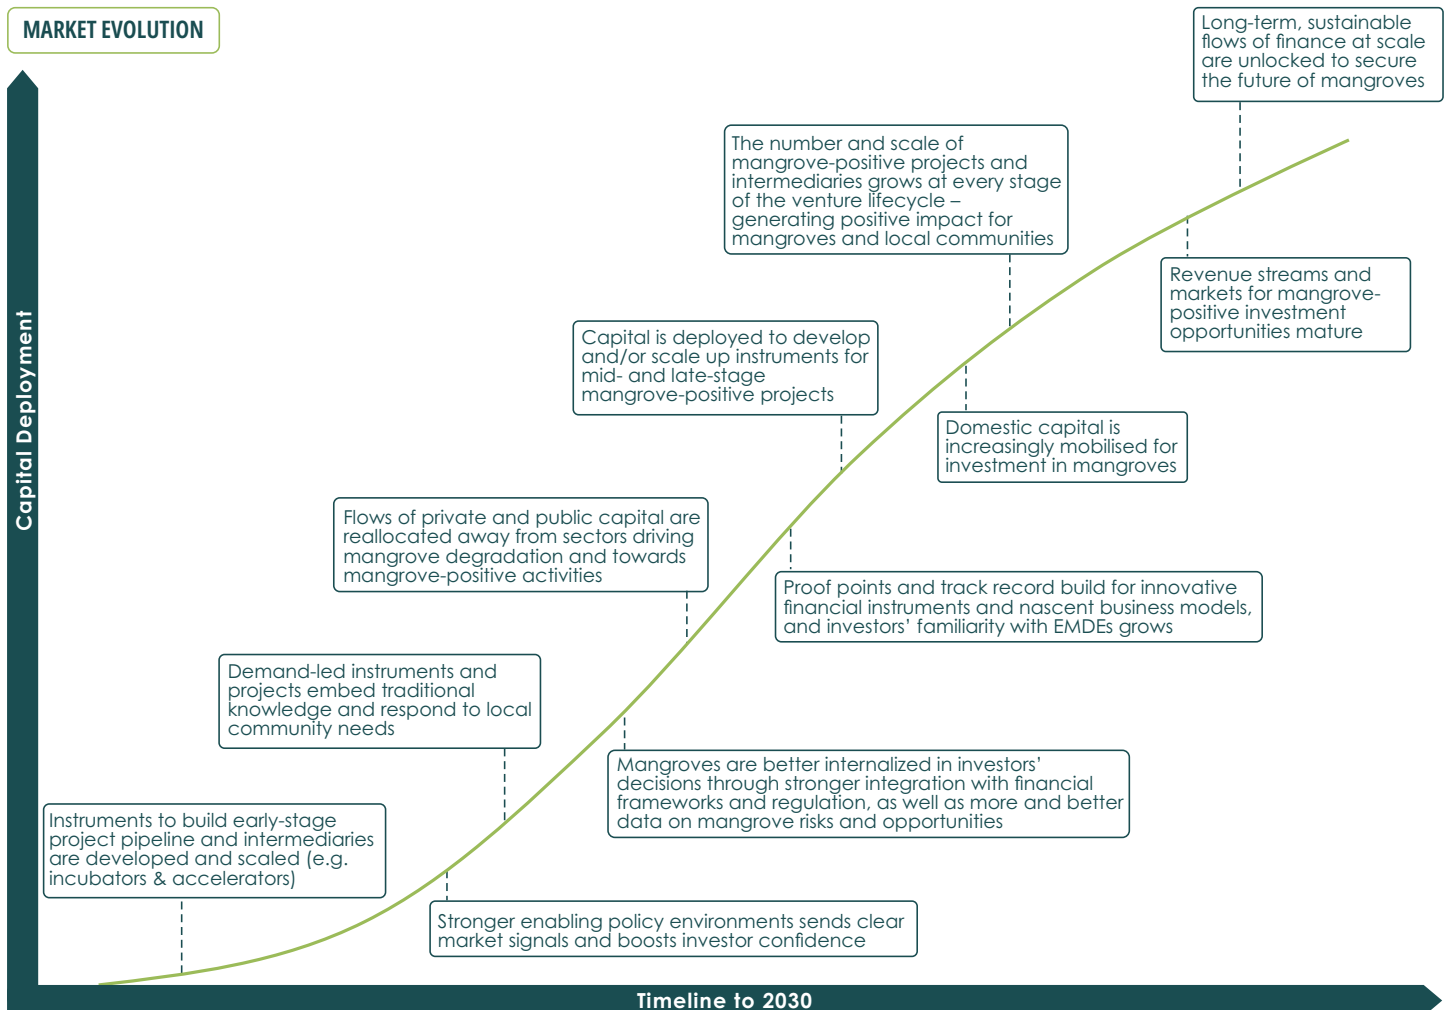 MARKET EVOLUTION
Long-term, sustainable
flows of finance at scale
are unlocked to secure
the future of mangroves
The number and scale of
mangrove-positive projects and
intermediaries grows at every stage
of the venture lifecycle –
generating positive impact for
mangroves and local communities
Revenue streams and
markets for mangrove-
positive investment
opportunities mature
Capital is deployed to develop
and/or scale up instruments for
mid- and late-stage
mangrove-positive projects
Domestic capital is
increasingly mobilised for
investment in mangroves
Flows of private and public capital are
reallocated away from sectors driving
mangrove degradation and towards
mangrove-positive activities
Proof points and track record build for innovative
financial instruments and nascent business models,
and investors’ familiarity with EMDEs grows
Demand-led instruments and
projects embed traditional
knowledge and respond to local
community needs
Mangroves are better internalized in investors’
decisions through stronger integration with financial
frameworks and regulation, as well as more and better
data on mangrove risks and opportunities
Instruments to build early-stage
project pipeline and intermediaries
are developed and scaled (e.g.
incubators & accelerators)
Stronger enabling policy environments sends clear
market signals and boosts investor confidence
Capital Deployment
Timeline to 2030